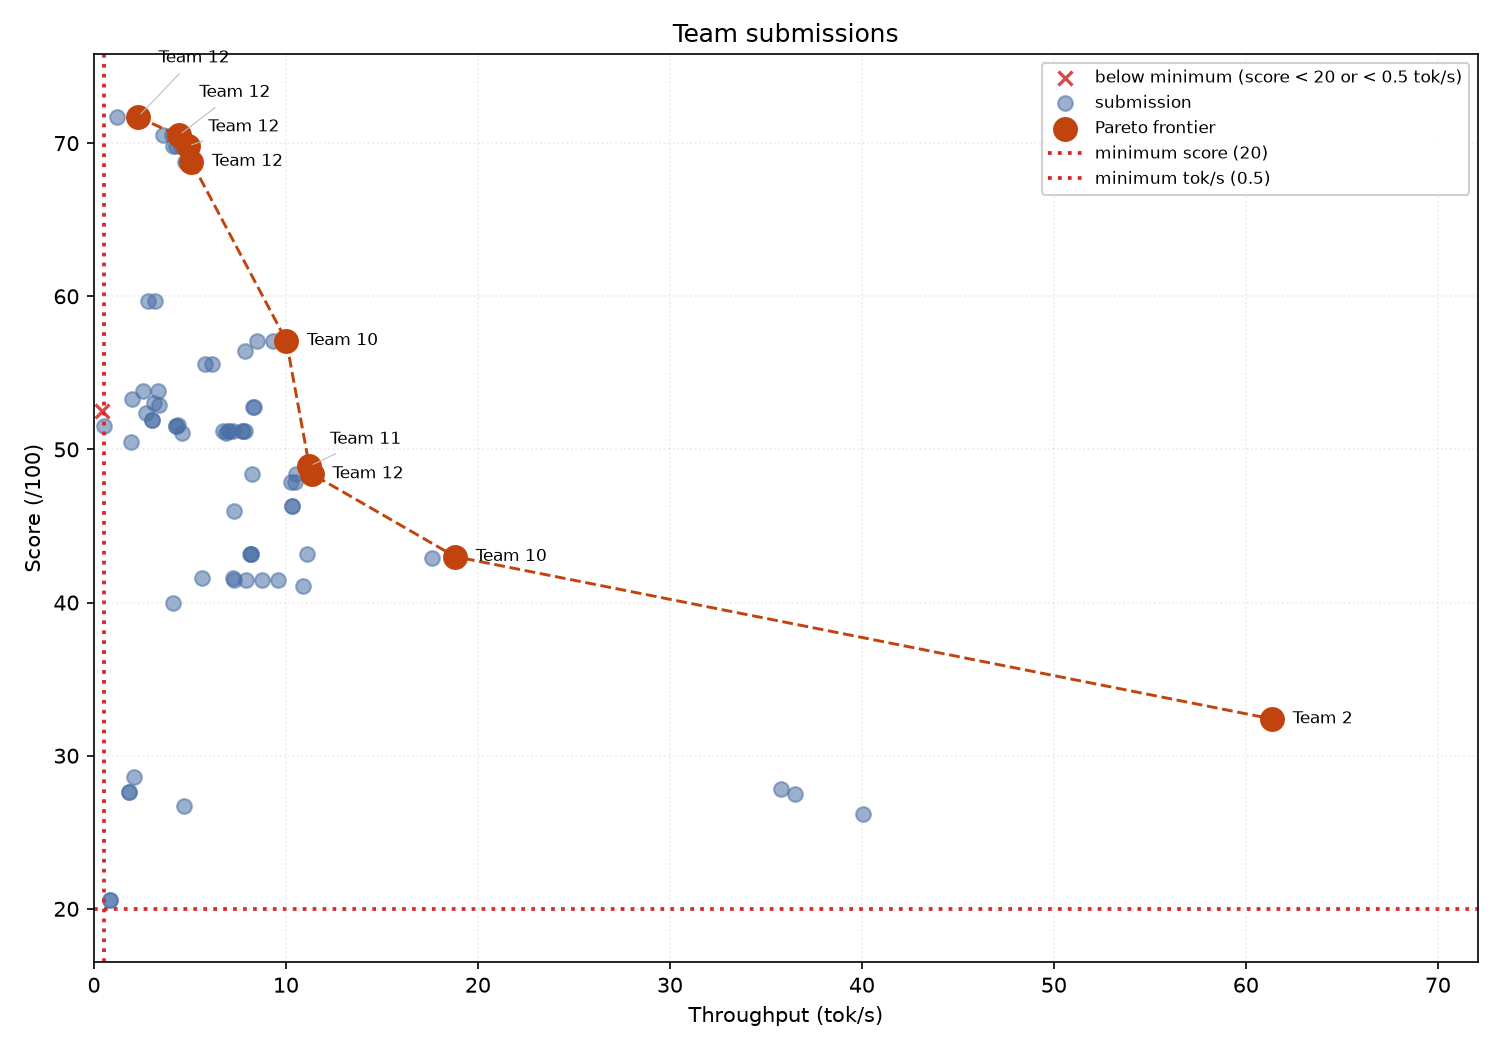 Team submissions
Team 12
Team 12
Team 12
Team 12
Team 10
Team 11
Team 12
Team 10
Team 2
below minimum (score < 20 or < 0.5 tok/s)
submission
Pareto frontier
minimum score (20)
minimum tok/s (0.5)
70
60
50
40
30
20
Score (/100)
0 10 20 30 40 50 60 70
Throughput (tok/s)